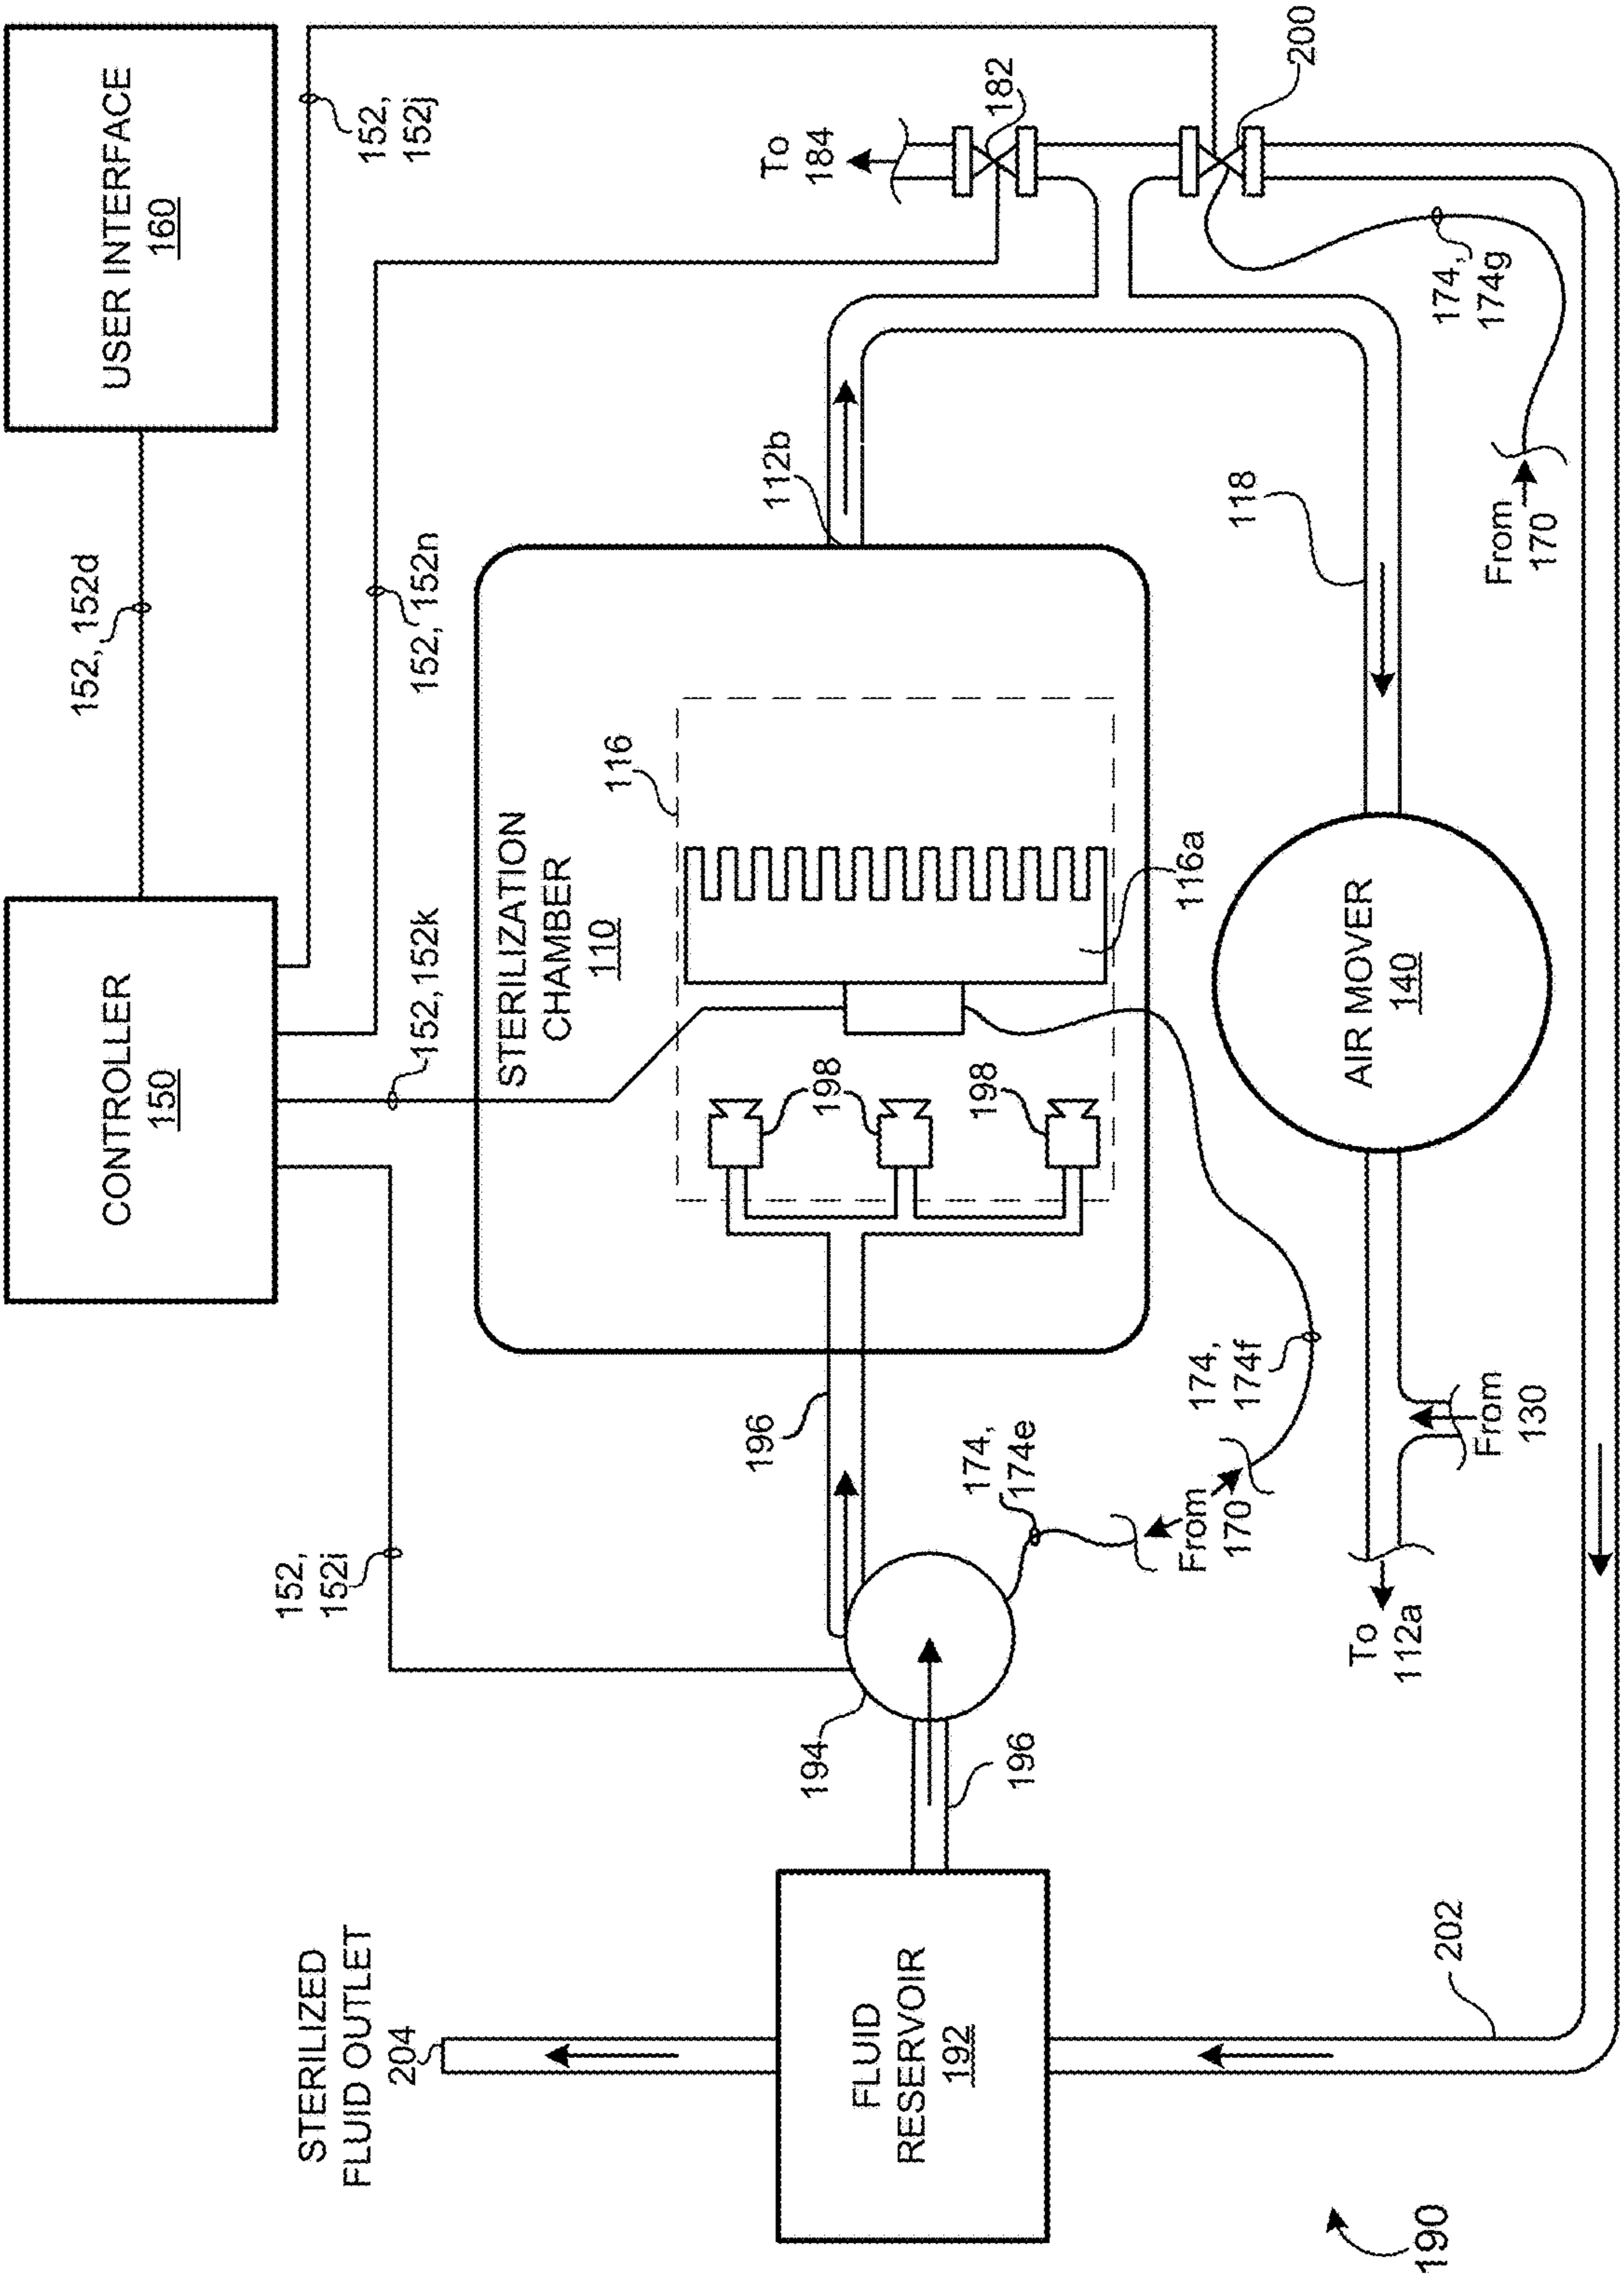 USER INTERFACE
160
152, 152d
CONTROLLER
150
152,
152j
152, 152n
152, 152k
152,
152i
To
184
182
200
174,
174g
From
170
112b
118
STERILIZATION
CHAMBER
110
116
116a
198
198
AIR MOVER
140
196
174,
174f
174,
174e
From
170
From
130
To
112a
194
196
STERILIZED
FLUID OUTLET
204
FLUID
RESERVOIR
192
202
190